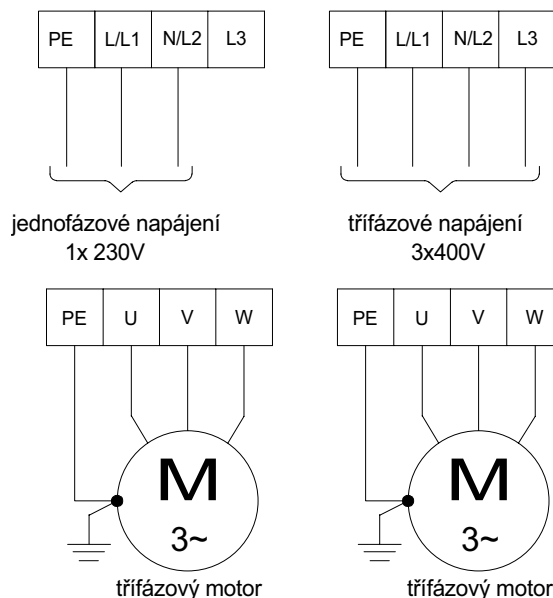 PE L/L1 N/L2 L3
jednofázové napájení
1x 230V
PE L/L1 N/L2 L3
třífázové napájení
3x400V
PE U V W
M
3~
třífázový motor
PE U V W
M
3~
třífázový motor